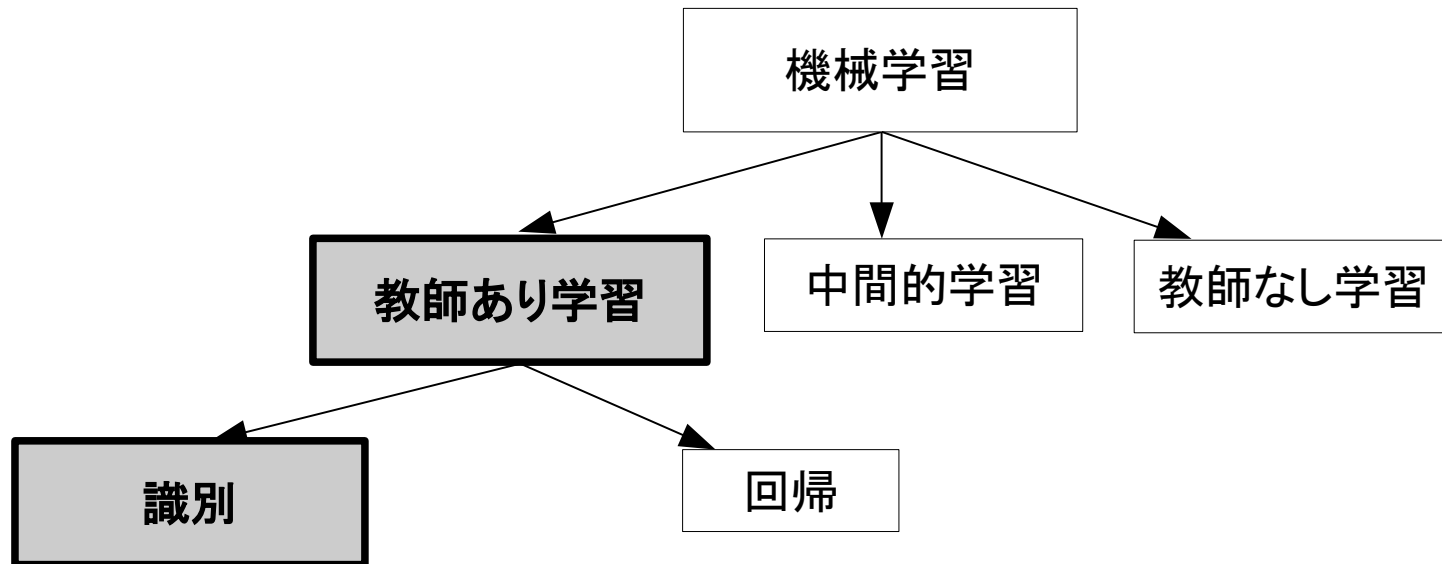 機械学習
教師あり学習
中間的学習
教師なし学習
識別
回帰